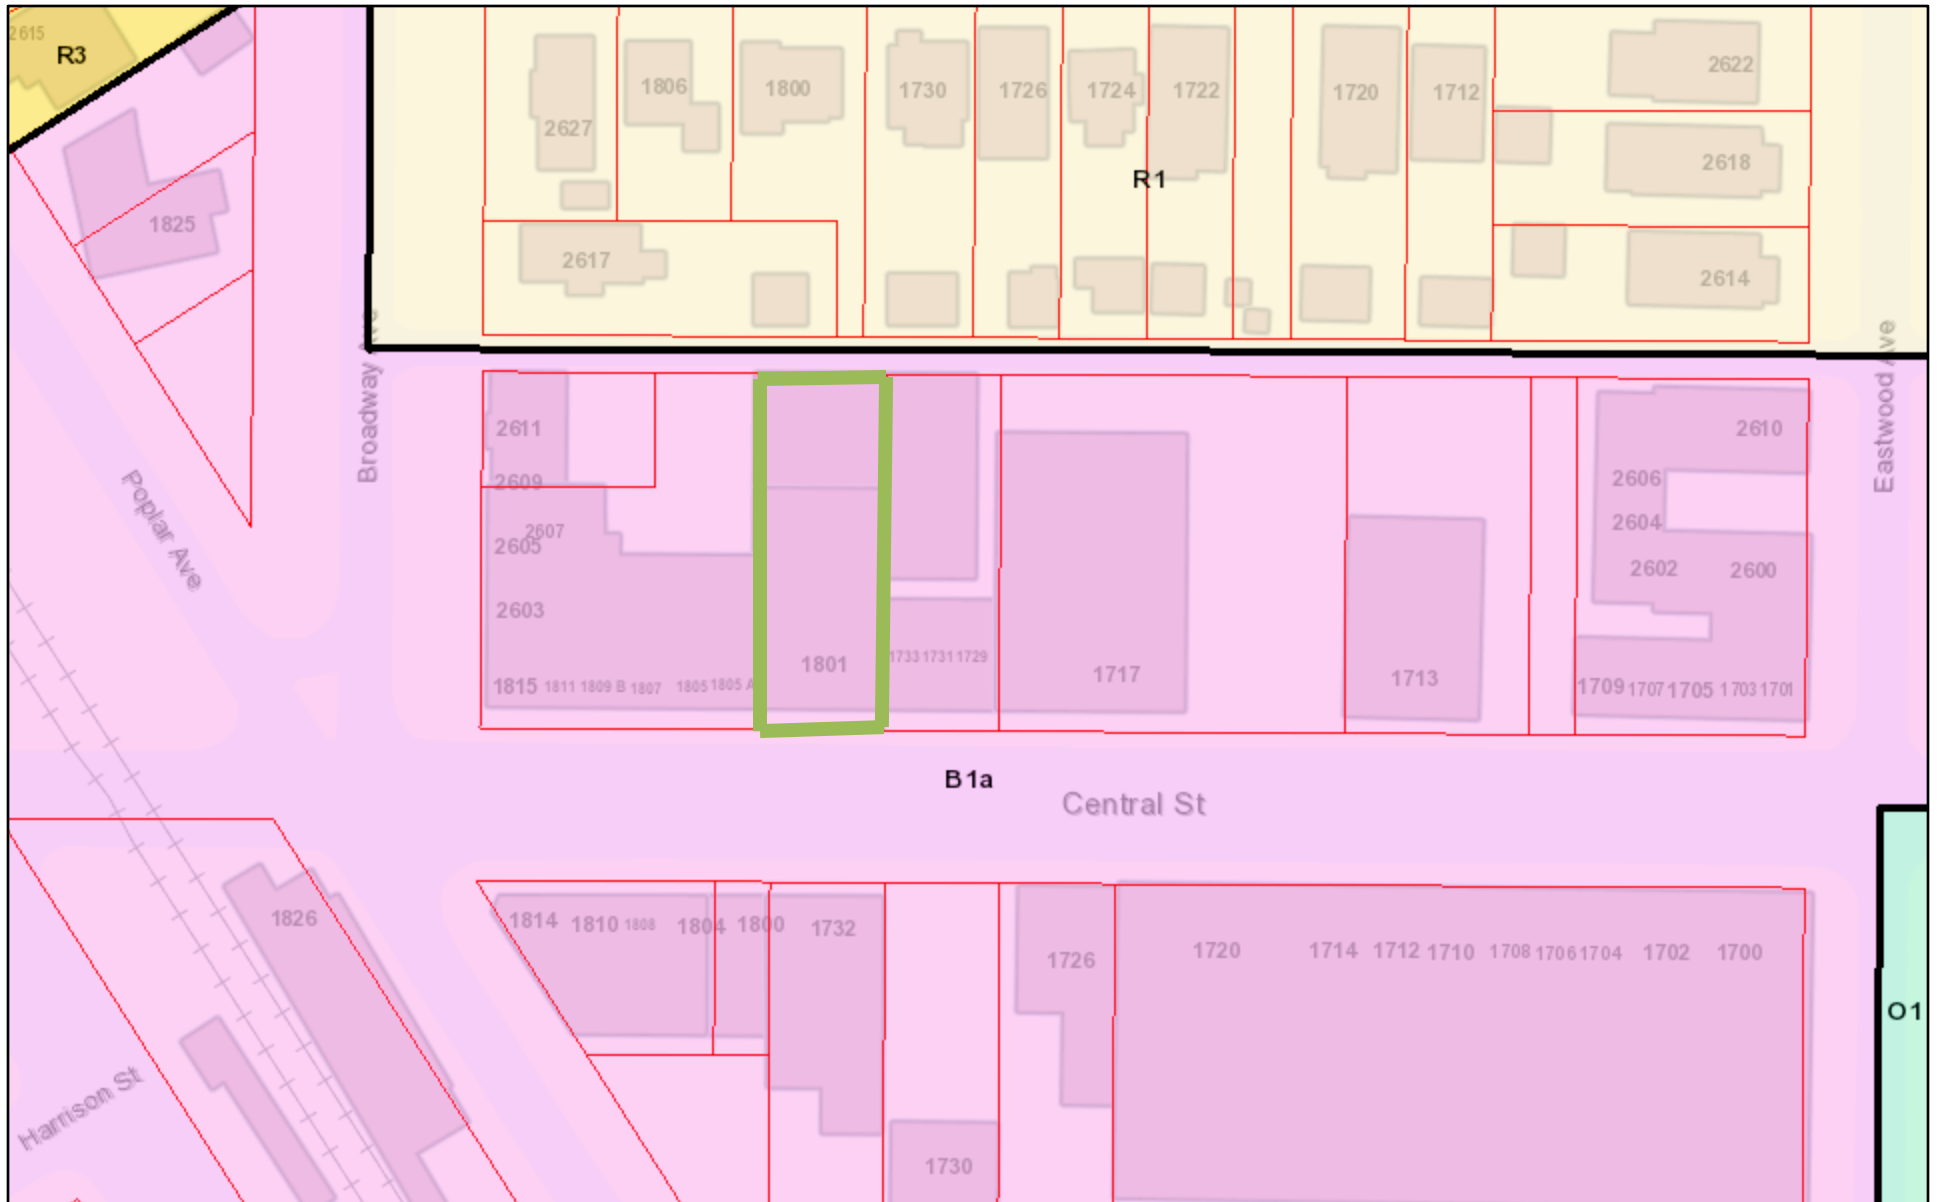 2615
R3
1806
1800
1730
1726
1724
1722
1720
1712
2622
2627
2618
R1
1825
2617
2614
Broadway Ave
Eastwood Ave
2611
2610
2609
2606
2607
2605
2604
Poplar Ave
2602
2600
2603
1801
1733 1731 1729
1717
1713
1815 1811 1809 B 1807 1805 1805 A
1709 1707 1705 1703 1701
B1a
Central St
1826
1814 1810 1808 1804 1800 1732
1726
1720 1714 1712 1710 1708 1706 1704 1702 1700
O1
Harrison St
1730